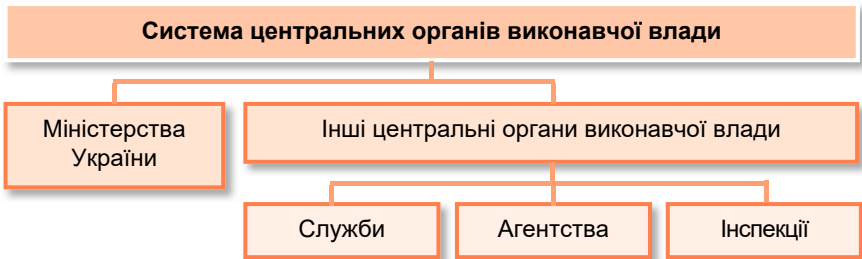 Система центральних органів виконавчої влади
Міністерства
України
Інші центральні органи виконавчої влади
Служби
Агентства
Інспекції